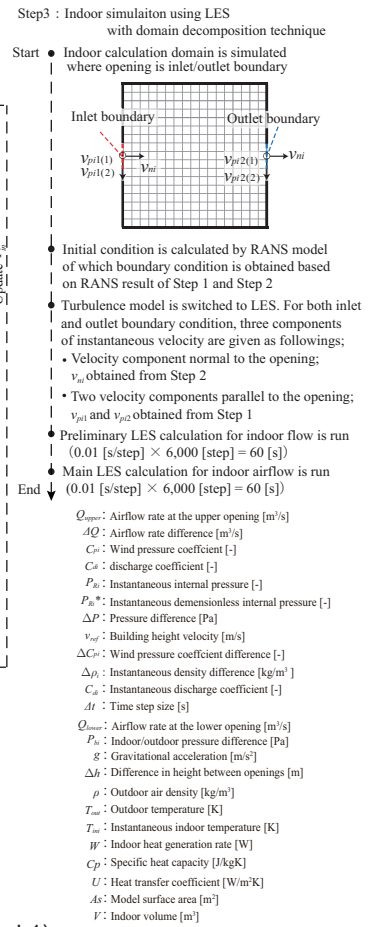 Step3 : Indoor simulaiton using LES
with domain decomposition technique
Start
Indoor calculation domain is simulated
where opening is inlet/outlet boundary
Inlet boundary
Outlet boundary
vpi1(1)
vpi1(2)
vni
vpi2(1)
vpi2(2)
vni
Initial condition is calculated by RANS model
of which boundary condition is obtained based
on RANS result of Step 1 and Step 2
Turbulence model is switched to LES. For both inlet
and outlet boundary condition, three components
of instantaneous velocity are given as followings;
• Velocity component normal to the opening;
vni obtained from Step 2
• Two velocity components parallel to the opening;
vpi1 and vpi2 obtained from Step 1
Preliminary LES calculation for indoor flow is run
(0.01 [s/step] × 6,000 [step] = 60 [s])
Main LES calculation for indoor airflow is run
End
(0.01 [s/step] × 6,000 [step] = 60 [s])
Qupper : Airflow rate at the upper opening [m³/s]
ΔQ : Airflow rate difference [m³/s]
Cpi : Wind pressure coeffcient [-]
Cdi : discharge coefficient [-]
PRi : Instantaneous internal pressure [-]
PRi* : Instantaneous demensionless internal pressure [-]
ΔP : Pressure difference [Pa]
vref : Building height velocity [m/s]
ΔCpi : Wind pressure coeffcient difference [-]
Δρi : Instantaneous density difference [kg/m³ ]
Cdi : Instantaneous discharge coefficient [-]
Δt : Time step size [s]
Qlower : Airflow rate at the lower opening [m³/s]
Phi : Indoor/outdoor pressure difference [Pa]
g : Gravitational acceleration [m/s²]
Δh : Difference in height between openings [m]
ρ : Outdoor air density [kg/m³]
Tout : Outdoor temperature [K]
Tini : Instantaneous indoor temperature [K]
W : Indoor heat generation rate [W]
Cp : Specific heat capacity [J/kgK]
U : Heat transfer coefficient [W/m²K]
As : Model surface area [m²]
V : Indoor volume [m³]